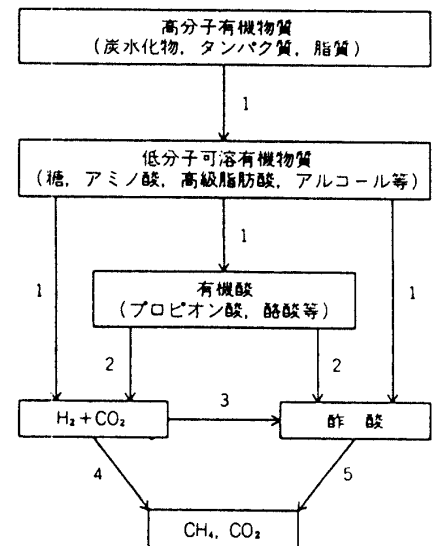 高分子有機物質
(炭水化物, タンパク質, 脂質)
1
低分子可溶有機物質
(糖, アミノ酸, 高級脂肪酸, アルコール等)
1
1
1
有機酸
(プロピオン酸, 酪酸等)
2
2
H₂+CO₂
3
酢 酸
4
5
CH₄, CO₂